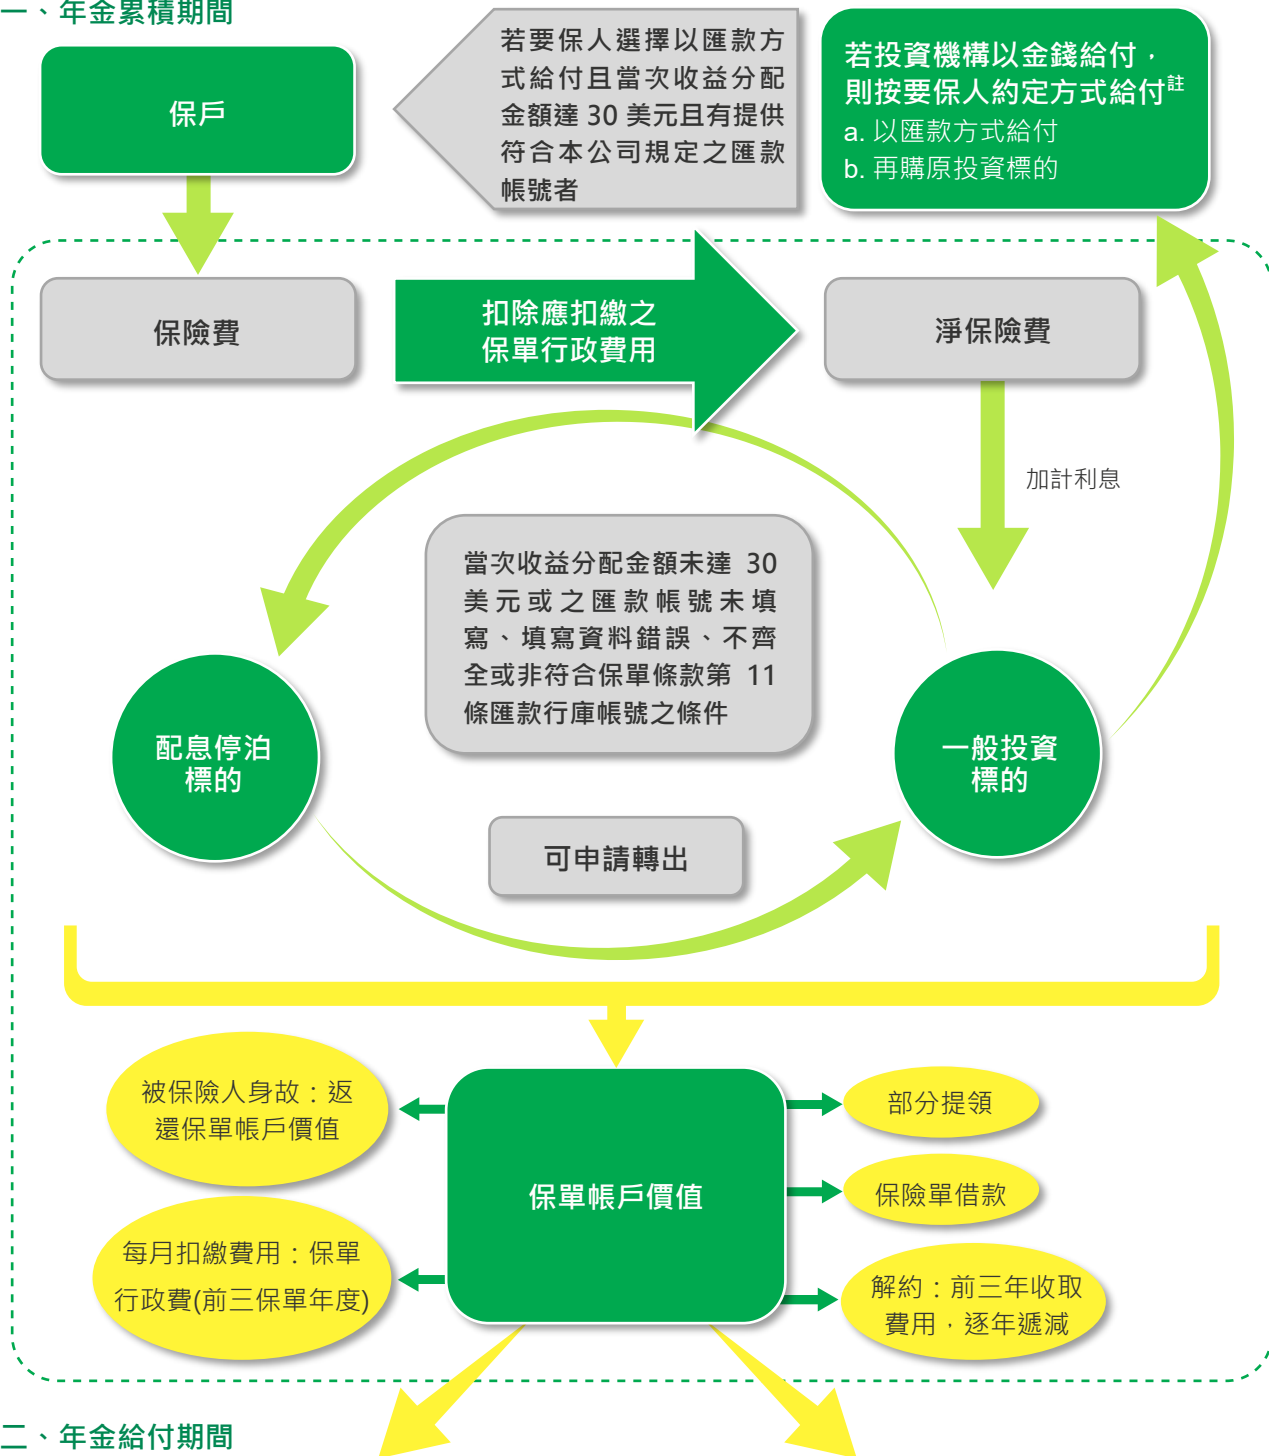 一、年金累積期間
保戶
若要保人選擇以匯款方
式給付且當次收益分配
金額達 30 美元且有提供
符合本公司規定之匯款
帳號者
若投資機構以金錢給付，
則按要保人約定方式給付註
a. 以匯款方式給付
b. 再購原投資標的
保險費
扣除應扣繳之
保單行政費用
淨保險費
加計利息
當次收益分配金額未達 30
美元或之匯款帳號未填
寫、填寫資料錯誤、不齊
全或非符合保單條款第 11
條匯款行庫帳號之條件
配息停泊
標的
一般投資
標的
可申請轉出
被保險人身故：返
還保單帳戶價值
部分提領
保單帳戶價值
保險單借款
每月扣繳費用：保單
行政費(前三保單年度)
解約：前三年收取
費用，逐年遞減
二、年金給付期間